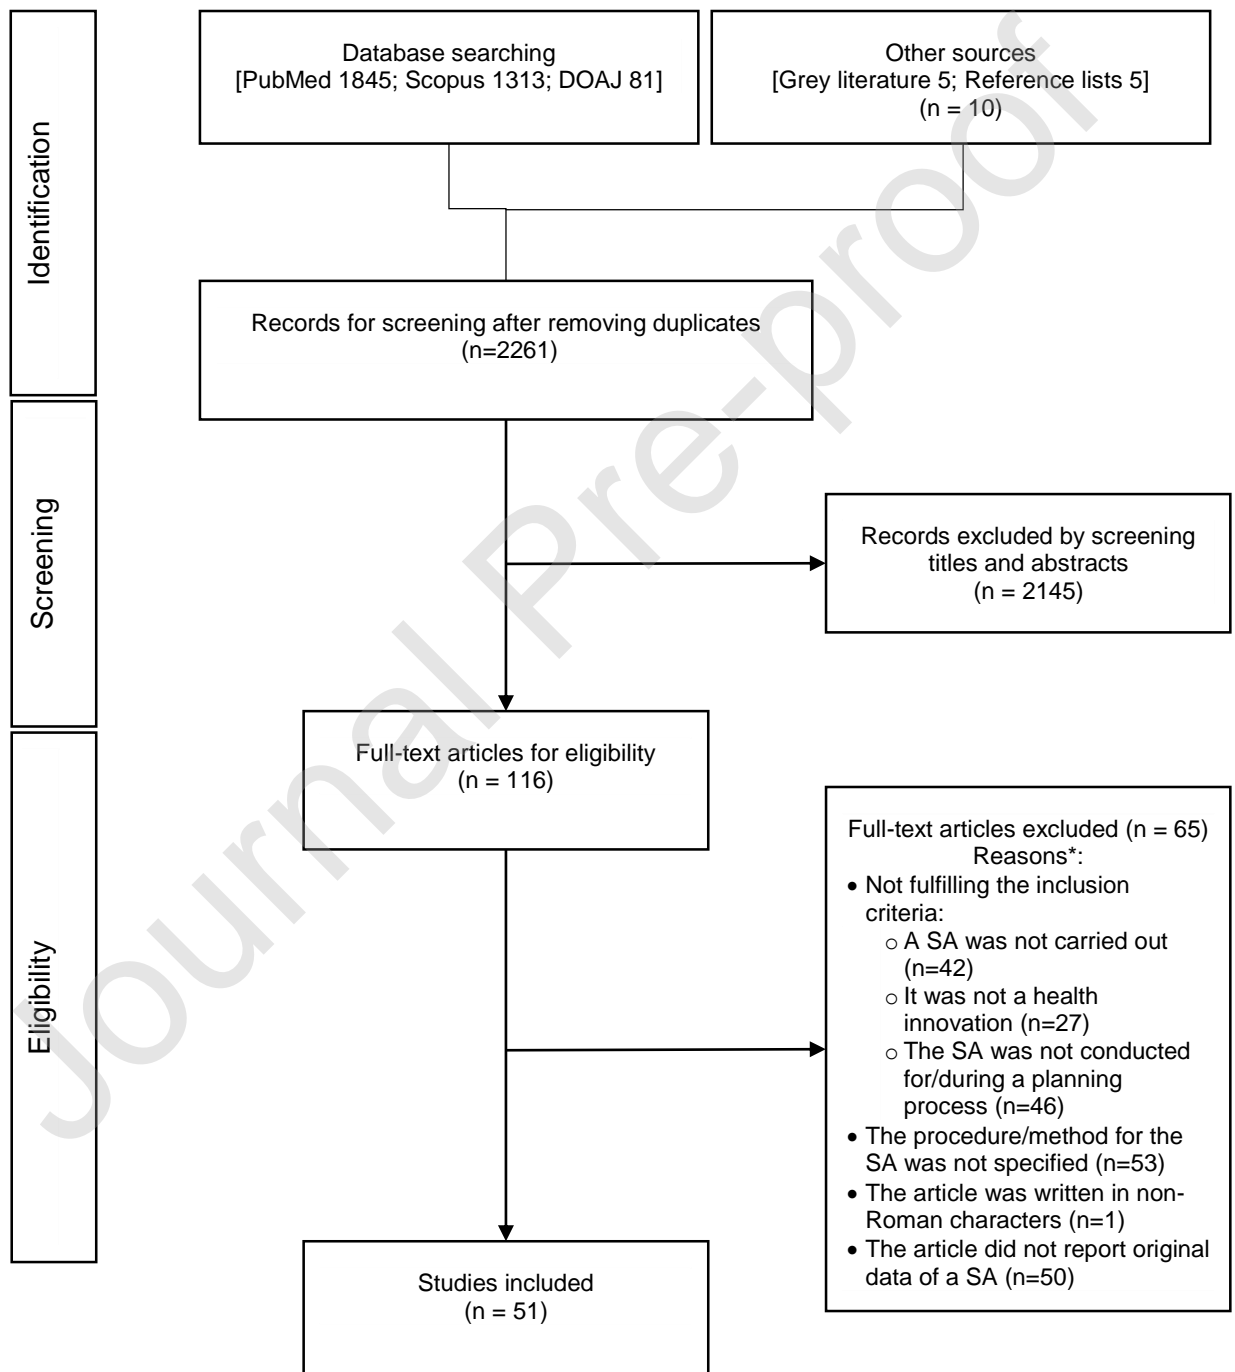 Identification
Database searching
[PubMed 1845; Scopus 1313; DOAJ 81]
Other sources
[Grey literature 5; Reference lists 5]
(n = 10)
Records for screening after removing duplicates
(n=2261)
Screening
Records excluded by screening
titles and abstracts
(n = 2145)
Eligibility
Full-text articles for eligibility
(n = 116)
Full-text articles excluded (n = 65)
Reasons*:
• Not fulfilling the inclusion
criteria:
o A SA was not carried out
(n=42)
o It was not a health
innovation (n=27)
o The SA was not conducted
for/during a planning
process (n=46)
• The procedure/method for the
SA was not specified (n=53)
• The article was written in non-
Roman characters (n=1)
• The article did not report original
data of a SA (n=50)
Studies included
(n = 51)
Journal Pre-proof